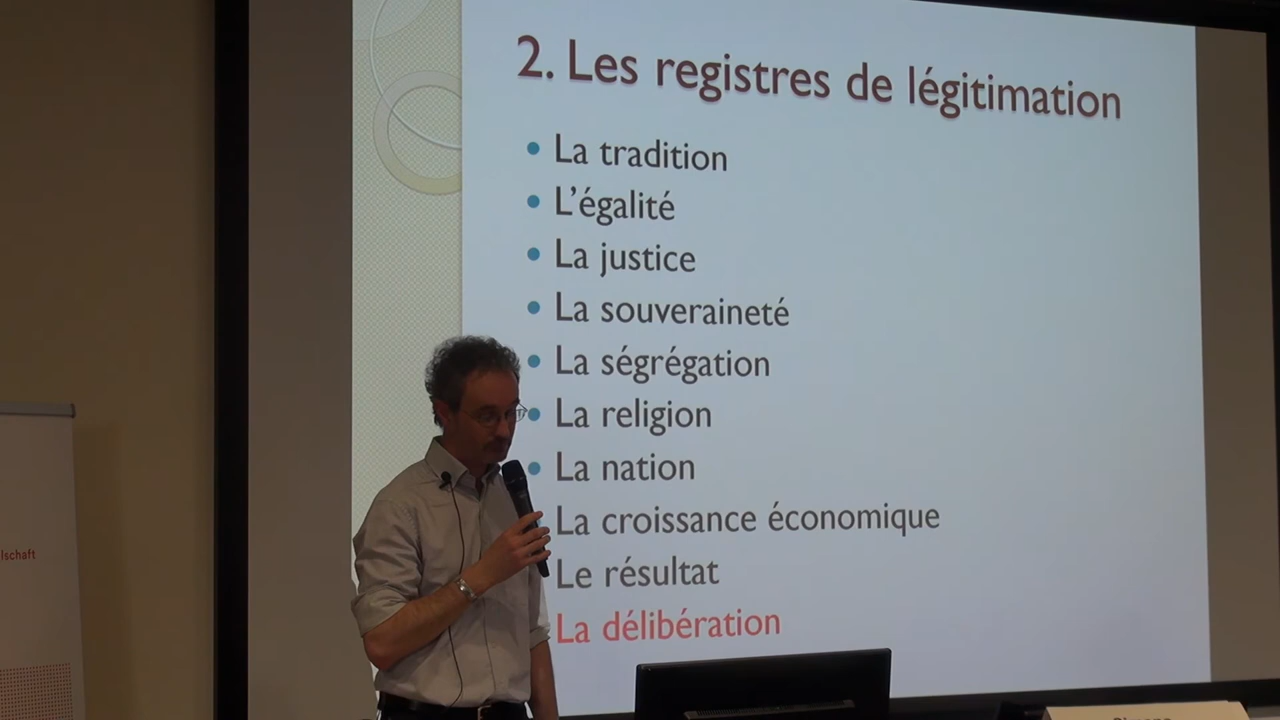 2. Les registres de légitimation
La tradition
L'égalité
La justice
La souveraineté
La ségrégation
La religion
La nation
La croissance économique
Le résultat
La délibération
lschaft